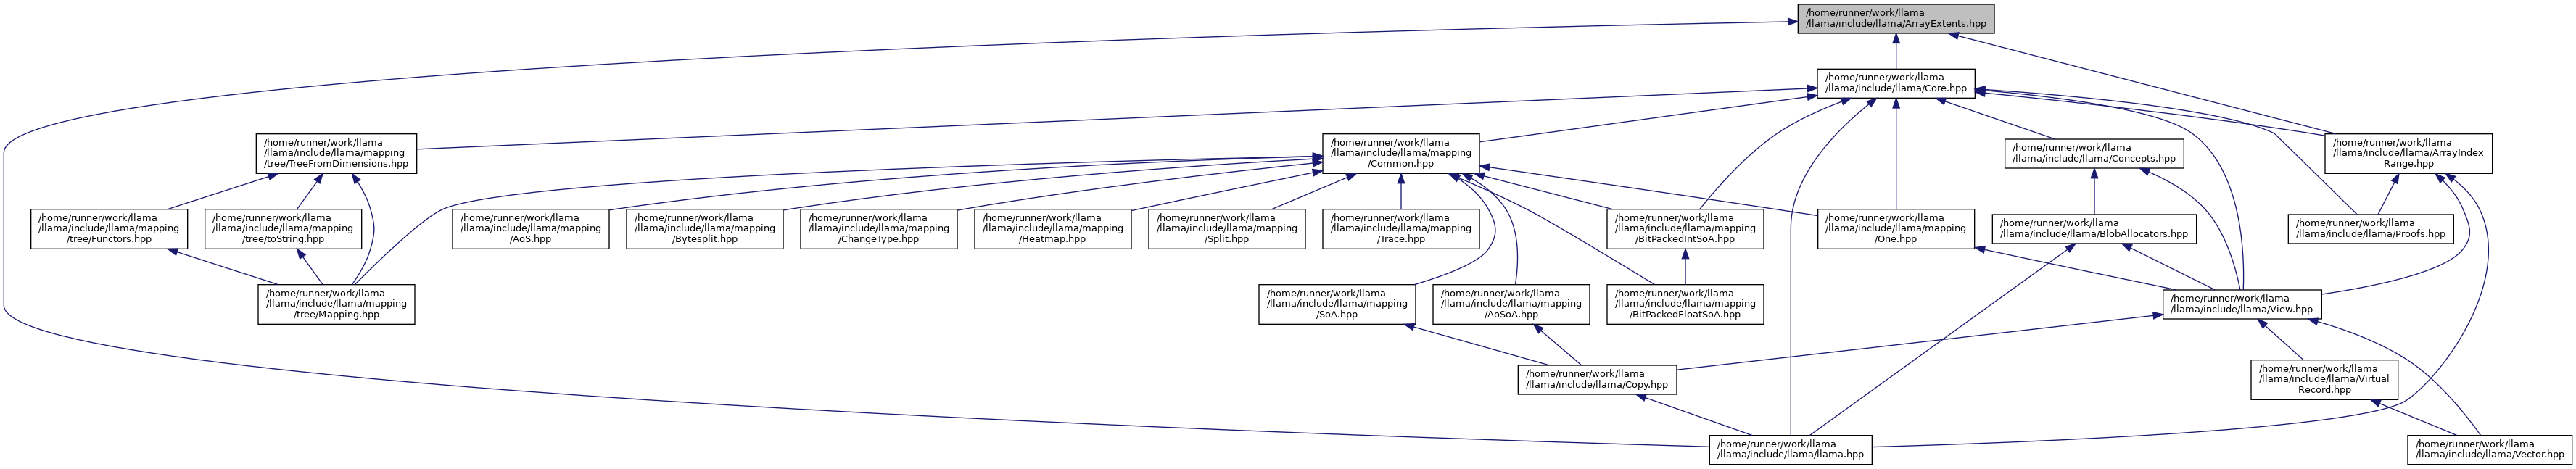 /home/runner/work/llama
/llama/include/llama/ArrayExtents.hpp
/home/runner/work/llama
/llama/include/llama/Core.hpp
/home/runner/work/llama
/llama/include/llama/mapping
/tree/TreeFromDimensions.hpp
/home/runner/work/llama
/llama/include/llama/mapping
/Common.hpp
/home/runner/work/llama
/llama/include/llama/Concepts.hpp
/home/runner/work/llama
/llama/include/llama/ArrayIndex
Range.hpp
/home/runner/work/llama
/llama/include/llama/mapping
/tree/Functors.hpp
/home/runner/work/llama
/llama/include/llama/mapping
/tree/toString.hpp
/home/runner/work/llama
/llama/include/llama/mapping
/AoS.hpp
/home/runner/work/llama
/llama/include/llama/mapping
/Bytesplit.hpp
/home/runner/work/llama
/llama/include/llama/mapping
/ChangeType.hpp
/home/runner/work/llama
/llama/include/llama/mapping
/Heatmap.hpp
/home/runner/work/llama
/llama/include/llama/mapping
/Split.hpp
/home/runner/work/llama
/llama/include/llama/mapping
/Trace.hpp
/home/runner/work/llama
/llama/include/llama/mapping
/BitPackedIntSoA.hpp
/home/runner/work/llama
/llama/include/llama/mapping
/One.hpp
/home/runner/work/llama
/llama/include/llama/BlobAllocators.hpp
/home/runner/work/llama
/llama/include/llama/Proofs.hpp
/home/runner/work/llama
/llama/include/llama/mapping
/tree/Mapping.hpp
/home/runner/work/llama
/llama/include/llama/mapping
/SoA.hpp
/home/runner/work/llama
/llama/include/llama/mapping
/AoSoA.hpp
/home/runner/work/llama
/llama/include/llama/mapping
/BitPackedFloatSoA.hpp
/home/runner/work/llama
/llama/include/llama/View.hpp
/home/runner/work/llama
/llama/include/llama/Copy.hpp
/home/runner/work/llama
/llama/include/llama/Virtual
Record.hpp
/home/runner/work/llama
/llama/include/llama/llama.hpp
/home/runner/work/llama
/llama/include/llama/Vector.hpp